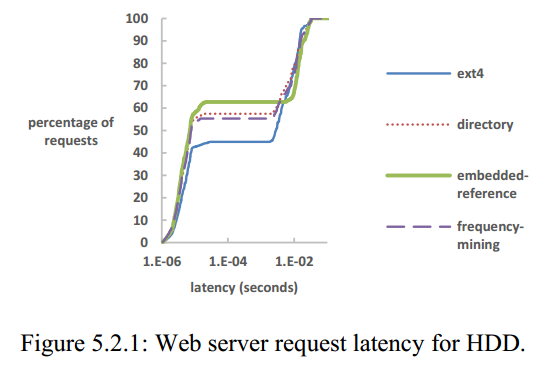 100
90
80
70
60
50
40
30
20
10
0
percentage of
requests
1.E-06 1.E-04 1.E-02
latency (seconds)
ext4
directory
embedded-
reference
frequency-
mining
Figure 5.2.1: Web server request latency for HDD.